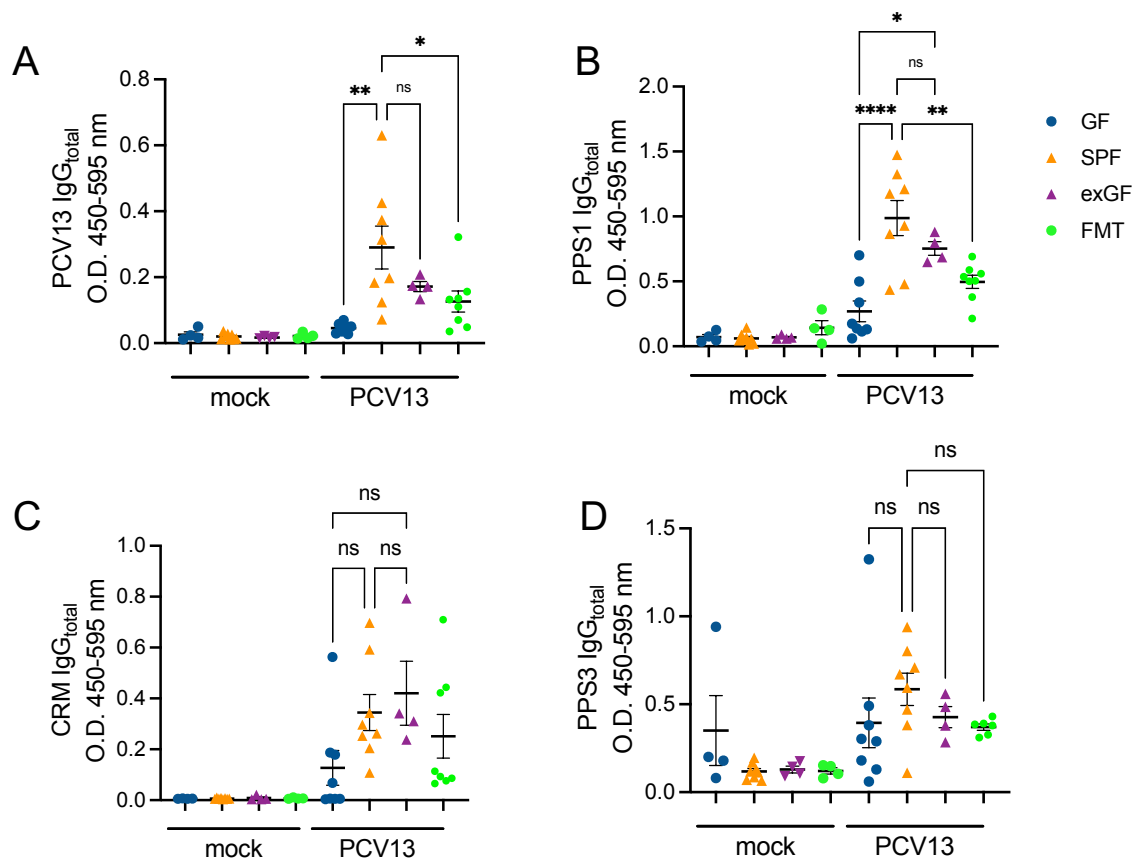 A
PCV13 IgGtotal
O.D. 450-595 nm
0.8
0.6
0.4
0.2
0.0
**
ns
*
mock
PCV13
B
PPS1 IgGtotal
O.D. 450-595 nm
2.0
1.5
1.0
0.5
0.0
*
ns
****
**
mock
PCV13
GF
SPF
exGF
FMT
C
CRM IgGtotal
O.D. 450-595 nm
1.0
0.8
0.6
0.4
0.2
0.0
ns
ns
ns
mock
PCV13
D
PPS3 IgGtotal
O.D. 450-595 nm
1.5
1.0
0.5
0.0
ns
ns
ns
mock
PCV13